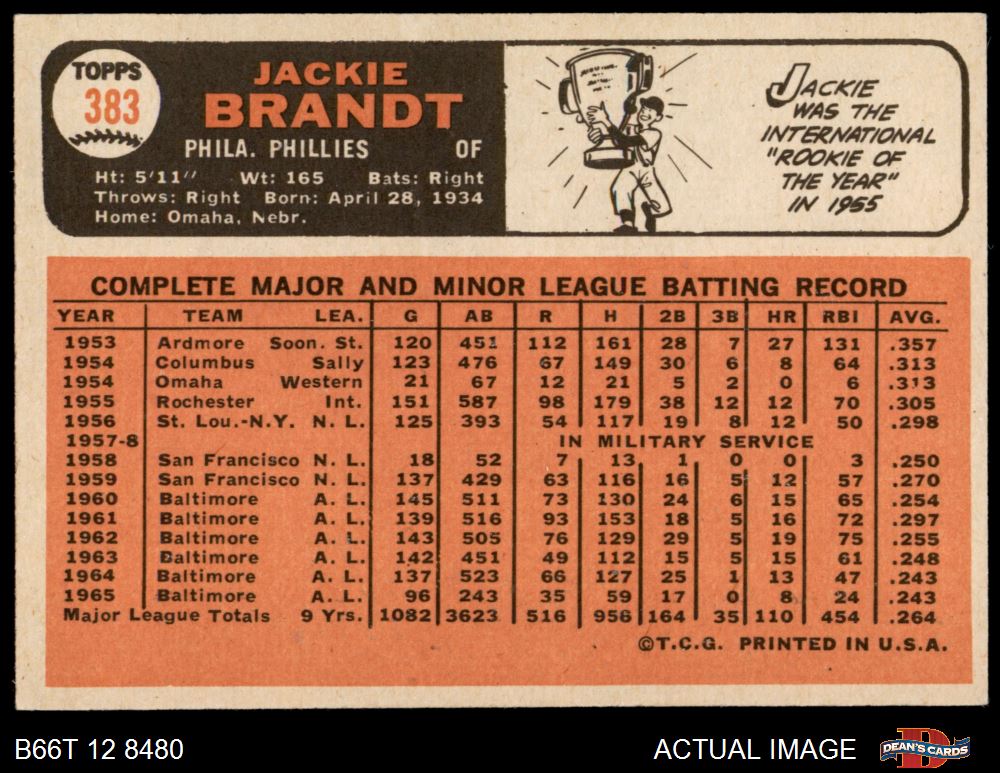 TOPPS
383
JACKIE
BRANDT
PHILA. PHILLIES OF
Ht: 5'11" Wt: 165 Bats: Right
Throws: Right Born: April 28, 1934
Home: Omaha, Nebr.
JACKIE
WAS THE
INTERNATIONAL
"ROOKIE OF
THE YEAR"
IN 1955
COMPLETE MAJOR AND MINOR LEAGUE BATTING RECORD
YEAR TEAM LEA. G AB R H 2B 3B HR RBI AVG.
1953 Ardmore Soon. St. 120 451 112 161 28 7 27 131 .357
1954 Columbus Sally 123 476 67 149 30 6 8 64 .313
1954 Omaha Western 21 67 12 21 5 2 0 6 .313
1955 Rochester Int. 151 587 98 179 38 12 12 70 .305
1956 St. Lou.-N.Y. N. L. 125 393 54 117 19 8 12 50 .298
1957-8 IN MILITARY SERVICE
1958 San Francisco N. L. 18 52 7 13 1 0 0 3 .250
1959 San Francisco N. L. 137 429 63 116 16 5 12 57 .270
1960 Baltimore A. L. 145 511 73 130 24 6 15 65 .254
1961 Baltimore A. L. 139 516 93 153 18 5 16 72 .297
1962 Baltimore A. L. 143 505 76 129 29 5 19 75 .255
1963 Baltimore A. L. 142 451 49 112 15 5 15 61 .248
1964 Baltimore A. L. 137 523 66 127 25 1 13 47 .243
1965 Baltimore A. L. 96 243 35 59 17 0 8 24 .243
Major League Totals 9 Yrs. 1082 3623 516 956 164 35 110 454 .264
©T.C.G. PRINTED IN U.S.A.
B66T 12 8480 ACTUAL IMAGE
DEAN'S CARDS